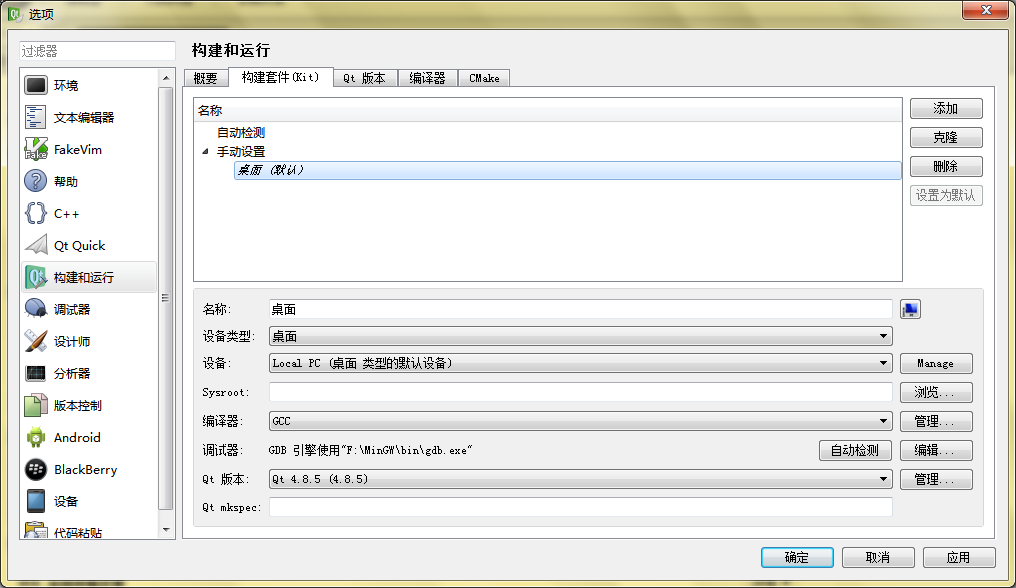 选项
过滤器
环境
文本编辑器
FakeVim
帮助
C++
Qt Quick
构建和运行
调试器
设计师
分析器
版本控制
Android
BlackBerry
设备
代码粘贴
构建和运行
概要 构建套件(Kit) Qt 版本 编译器 CMake
名称
自动检测
手动设置
桌面 (默认)
添加
克隆
删除
设置为默认
名称: 桌面
设备类型: 桌面
设备: Local PC (桌面 类型的默认设备) Manage
Sysroot: 浏览...
编译器: GCC 管理...
调试器: GDB 引擎使用"F:\MinGW\bin\gdb.exe" 自动检测 编辑...
Qt 版本: Qt 4.8.5 (4.8.5) 管理...
Qt mkspec:
确定 取消 应用